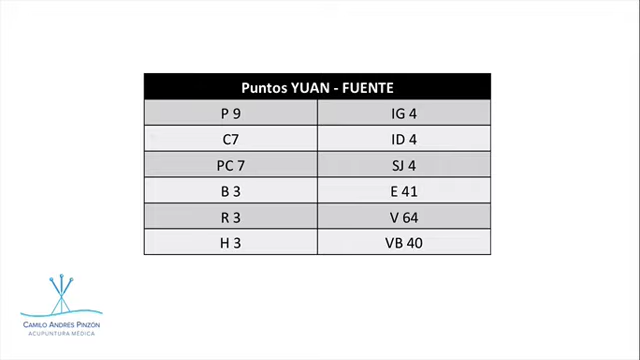 Puntos YUAN - FUENTE
P 9 IG 4
C7 ID 4
PC 7 SJ 4
B 3 E 41
R 3 V 64
H 3 VB 40
CAMILO ANDRES PINZÓN
ACUPUNTURA MÉDICA